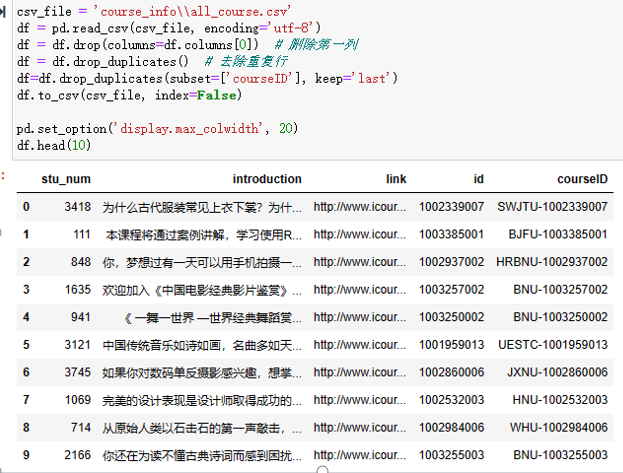 csv_file = 'course_info\\all_course.csv'
df = pd.read_csv(csv_file, encoding='utf-8')
df = df.drop(columns=df.columns[0])  # 删除第一列
df = df.drop_duplicates()  # 去除重复行
df=df.drop_duplicates(subset=['courseID'], keep='last')
df.to_csv(csv_file, index=False)
pd.set_option('display.max_colwidth', 20)
df.head(10)
stu_num introduction link id courseID
0 3418 为什么古代服装常见上衣下裳？为什... http://www.icour... 1002339007 SWJTU-1002339007
1 111 本课程将通过案例讲解，学习使用R... http://www.icour... 1003385001 BJFU-1003385001
2 848 你，梦想过有一天可以用手机拍摄一... http://www.icour... 1002937002 HRBNU-1002937002
3 1635 欢迎加入《中国电影经典影片鉴赏》... http://www.icour... 1003257002 BNU-1003257002
4 941 《 一舞一世界 —世界经典舞蹈赏... http://www.icour... 1003250002 BNU-1003250002
5 3121 中国传统音乐如诗如画，名曲多如天... http://www.icour... 1001959013 UESTC-1001959013
6 3745 如果你对数码单反摄影感兴趣，想掌... http://www.icour... 1002860006 JXNU-1002860006
7 1069 完美的设计表现是设计师取得成功的... http://www.icour... 1002532003 HNU-1002532003
8 714 从原始人类以石击石的第一声敲击，... http://www.icour... 1002984006 WHU-1002984006
9 2166 你还在为读不懂古典诗词而感到困扰... http://www.icour... 1003255003 BNU-1003255003